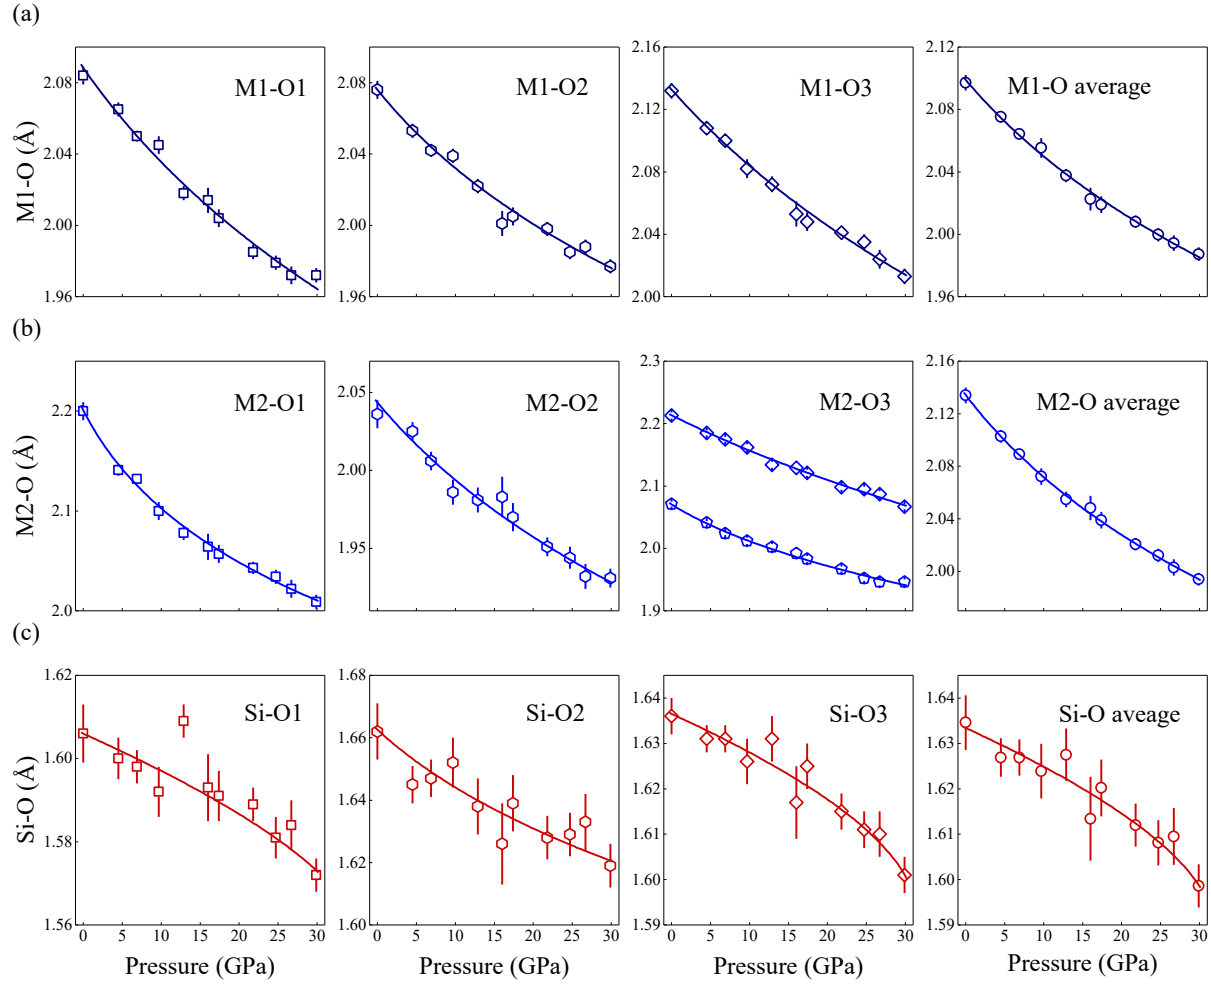 (a)
M1-O (Å)
2.08
2.04
2.00
1.96
M1-O1
2.08
2.04
2.00
1.96
M1-O2
2.16
2.12
2.08
2.04
2.00
M1-O3
2.12
2.08
2.04
2.00
1.96
M1-O average
(b)
M2-O (Å)
2.2
2.1
2.0
M2-O1
2.05
2.00
1.95
M2-O2
2.3
2.2
2.1
2.0
1.9
M2-O3
2.16
2.12
2.08
2.04
2.00
M2-O average
(c)
Si-O (Å)
1.62
1.60
1.58
1.56
Si-O1
0 5 10 15 20 25 30
Pressure (GPa)
1.68
1.66
1.64
1.62
1.60
Si-O2
0 5 10 15 20 25 30
Pressure (GPa)
1.64
1.63
1.61
1.60
1.59
Si-O3
0 5 10 15 20 25 30
Pressure (GPa)
1.64
1.63
1.61
1.60
1.59
Si-O aveage
0 5 10 15 20 25 30
Pressure (GPa)